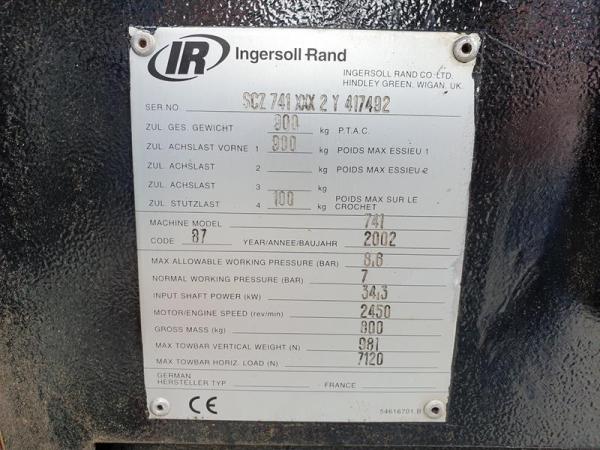 IR Ingersoll-Rand
INGERSOLL RAND CO. LTD.
HINDLEY GREEN, WIGAN, UK.
SER.NO SCZ 741 XXX 2 Y 417492
ZUL. GES. GEWICHT 900 kg P.T.A.C.
ZUL. ACHSLAST VORNE 1 900 kg POIDS MAX ESSIEU 1
ZUL. ACHSLAST 2 kg POIDS MAX ESSIEU 2
ZUL. ACHSLAST 3 kg
ZUL. STUTZLAST 4 100 kg POIDS MAX SUR LE CROCHET
MACHINE MODEL 741
CODE 87 YEAR/ANNEE/BAUJAHR 2002
MAX ALLOWABLE WORKING PRESSURE (BAR) 8,6
NORMAL WORKING PRESSURE (BAR) 7
INPUT SHAFT POWER (kW) 34,3
MOTOR/ENGINE SPEED (rev/min) 2450
GROSS MASS (kg) 900
MAX TOWBAR VERTICAL WEIGHT (N) 981
MAX TOWBAR HORIZ. LOAD (N) 7120
GERMAN
HERSTELLER TYP FRANCE
CE 54616701.B